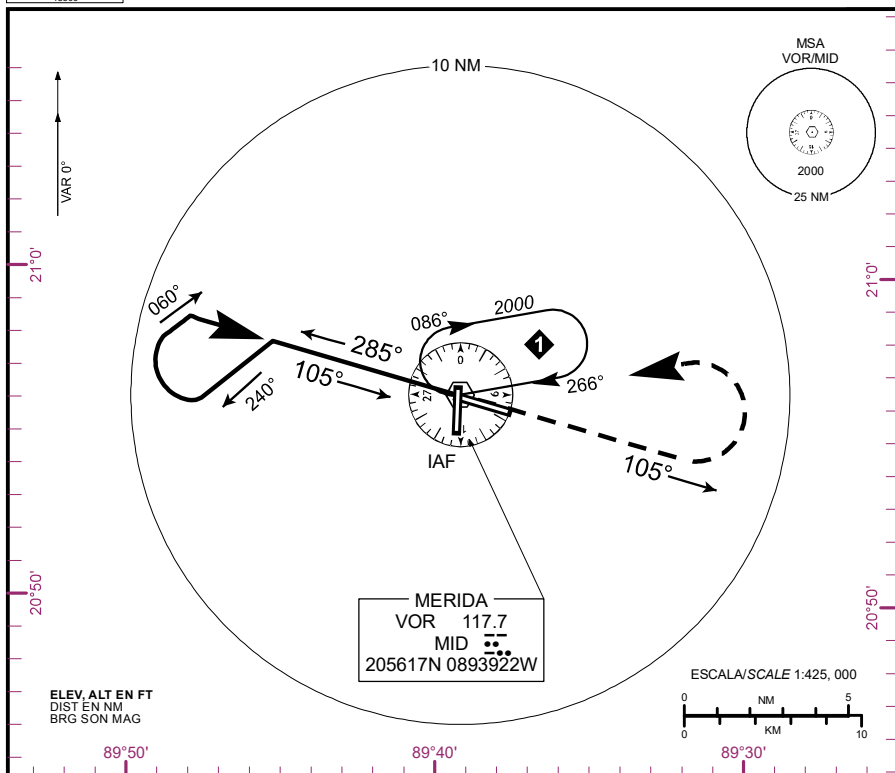 10 NM
MSA
VOR/MID
2000
25 NM
VAR 0°
21°0'
21°0'
060°
086°
2000
1
285°
105°
240°
266°
0
9
27
IAF
105°
MERIDA
VOR 117.7
MID
205617N 0893922W
20°50'
20°50'
ELEV, ALT EN FT
DIST EN NM
BRG SON MAG
ESCALA/SCALE 1:425, 000
0 NM 5
0 KM 10
89°50'
89°40'
89°30'